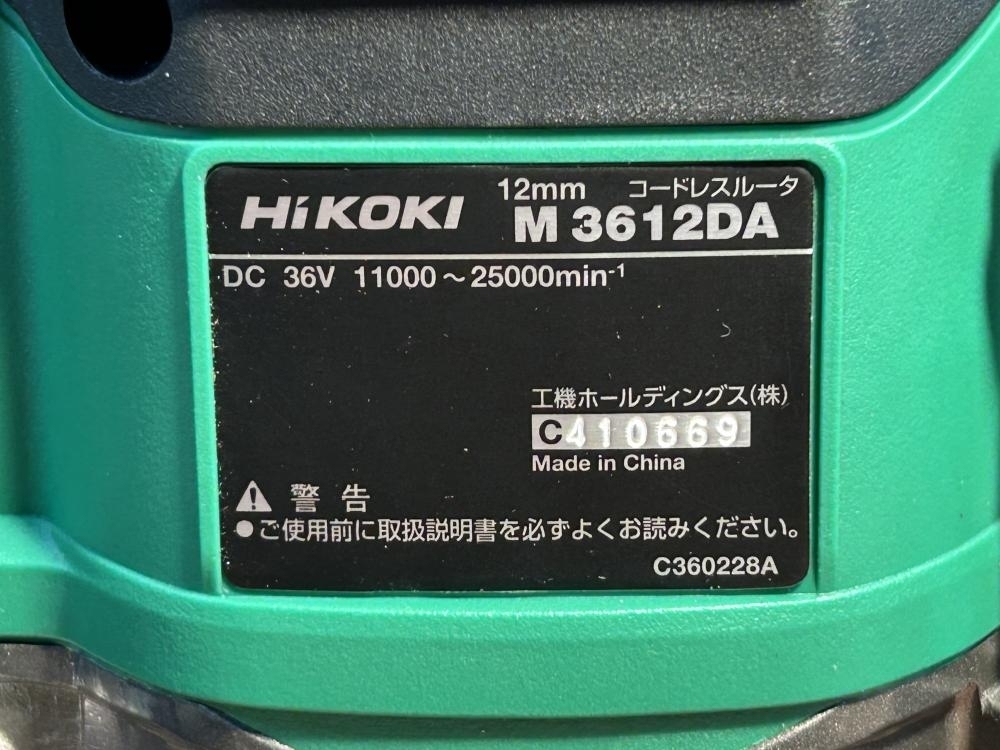 HiKOKI
12mm コードレスルータ
M 3612DA
DC 36V 11000～25000min-1
工機ホールディングス(株)
C410669
Made in China
警告
●ご使用前に取扱説明書を必ずよくお読みください。
C360228A